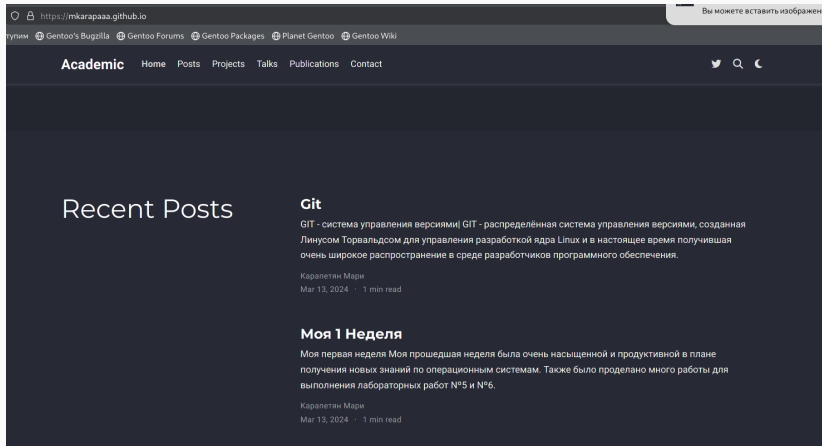 https://mkarapaaa.github.io
Вы можете вставить изображен
тупим Gentoo's Bugzilla Gentoo Forums Gentoo Packages Planet Gentoo Gentoo Wiki
Academic Home Posts Projects Talks Publications Contact
Recent Posts
Git
GIT - система управления версиями| GIT - распределённая система управления версиями, созданная
Линусом Торвальдсом для управления разработкой ядра Linux и в настоящее время получившая
очень широкое распространение в среде разработчиков программного обеспечения.
Карапетян Мари
Mar 13, 2024 · 1 min read
Моя 1 Неделя
Моя первая неделя Моя прошедшая неделя была очень насыщенной и продуктивной в плане
получения новых знаний по операционным системам. Также было проделано много работы для
выполнения лабораторных работ №5 и №6.
Карапетян Мари
Mar 13, 2024 · 1 min read